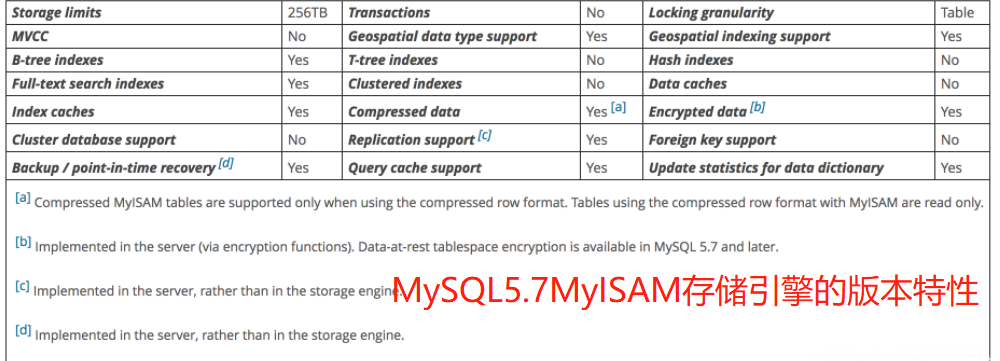 Storage limits 256TB Transactions No Locking granularity Table
MVCC No Geospatial data type support Yes Geospatial indexing support Yes
B-tree indexes Yes T-tree indexes No Hash indexes No
Full-text search indexes Yes Clustered indexes No Data caches No
Index caches Yes Compressed data Yes [a] Encrypted data [b] Yes
Cluster database support No Replication support [c] Yes Foreign key support No
Backup / point-in-time recovery [d] Yes Query cache support Yes Update statistics for data dictionary Yes
[a] Compressed MyISAM tables are supported only when using the compressed row format. Tables using the compressed row format with MyISAM are read only.
[b] Implemented in the server (via encryption functions). Data-at-rest tablespace encryption is available in MySQL 5.7 and later.
[c] Implemented in the server, rather than in the storage engine.
MySQL5.7MyISAM存储引擎的版本特性
[d] Implemented in the server, rather than in the storage engine.